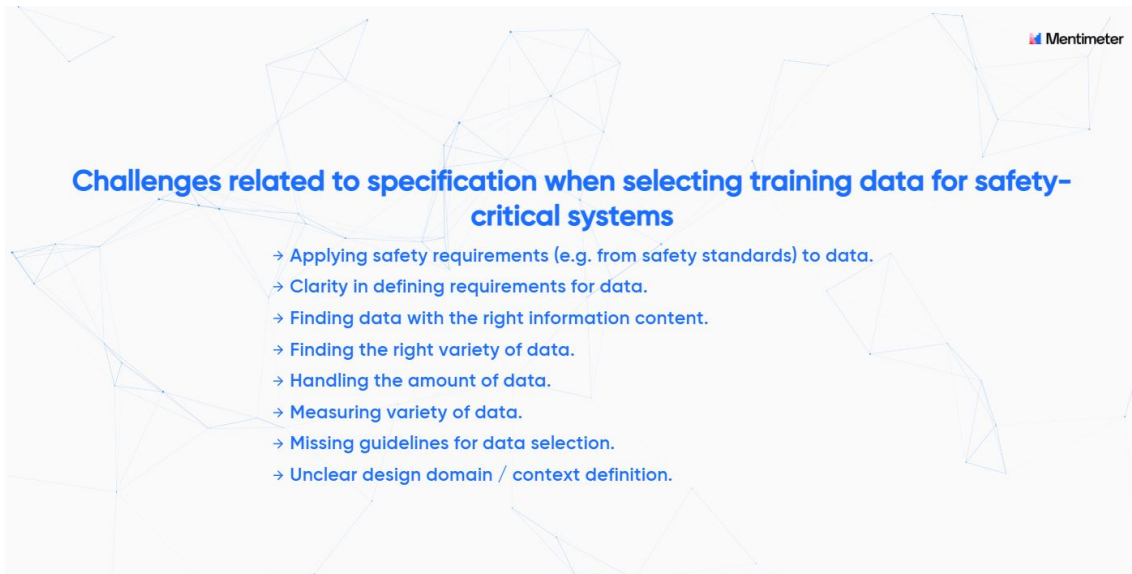 Mentimeter
Challenges related to specification when selecting training data for safety-
critical systems
→ Applying safety requirements (e.g. from safety standards) to data.
→ Clarity in defining requirements for data.
→ Finding data with the right information content.
→ Finding the right variety of data.
→ Handling the amount of data.
→ Measuring variety of data.
→ Missing guidelines for data selection.
→ Unclear design domain / context definition.